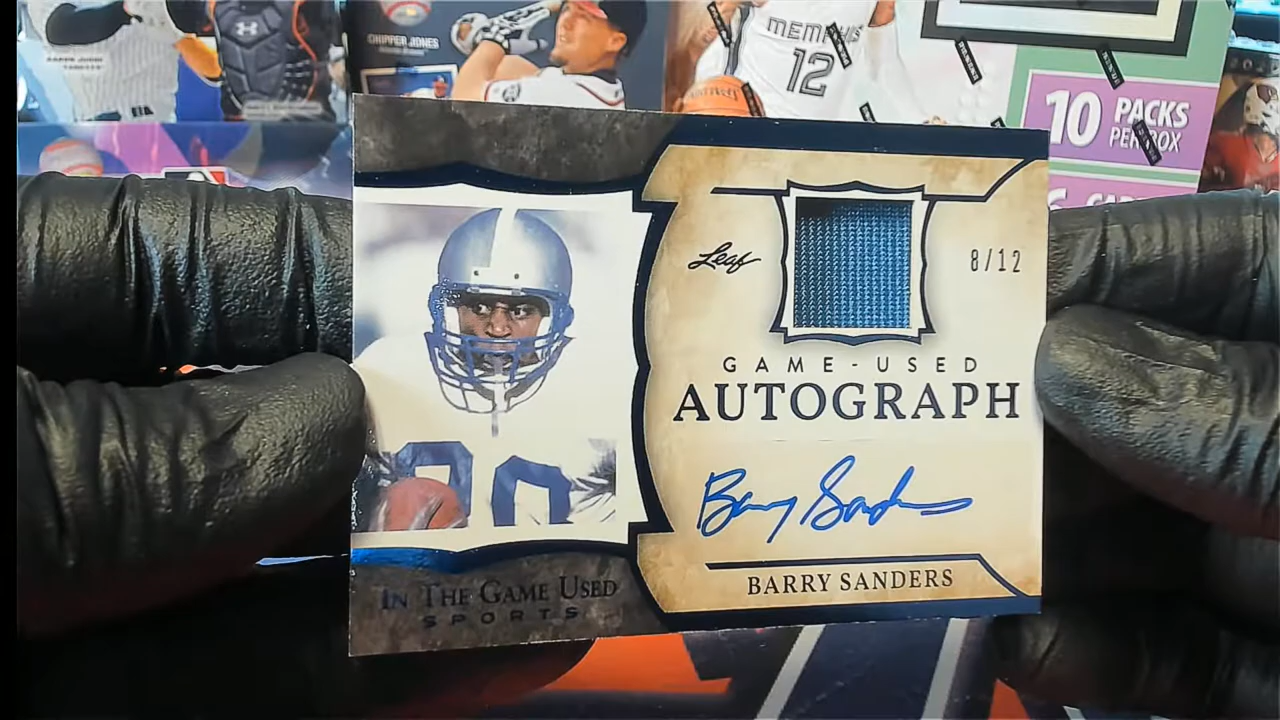 CHIPPER JONES
MEMPHIS
12
10 PACKS
PER BOX
Leaf
8/12
GAME-USED
AUTOGRAPH
Barry Sanders
BARRY SANDERS
IN THE GAME USED
SPORTS